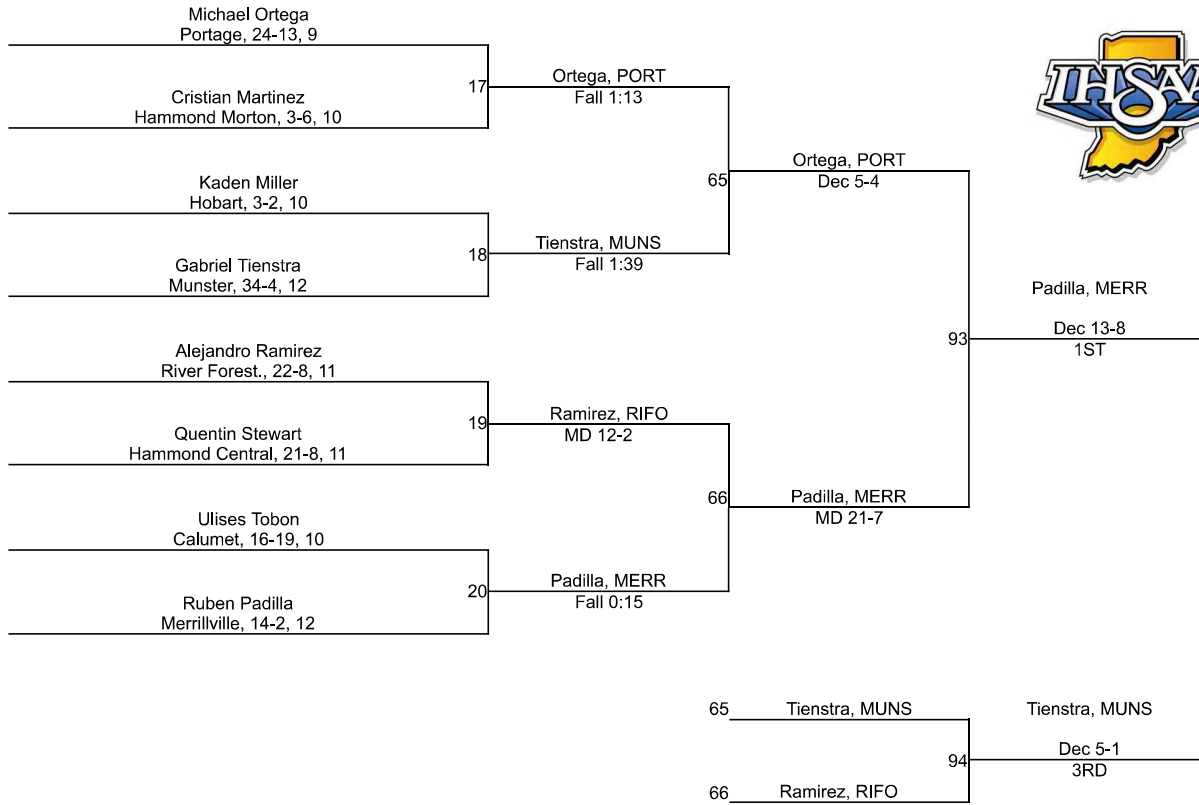 Michael Ortega
Portage, 24-13, 9
17
Ortega, PORT
Fall 1:13
Cristian Martinez
Hammond Morton, 3-6, 10
IHSAA
65
Ortega, PORT
Dec 5-4
Kaden Miller
Hobart, 3-2, 10
18
Tienstra, MUNS
Fall 1:39
Gabriel Tienstra
Munster, 34-4, 12
93
Padilla, MERR
Dec 13-8
1ST
Alejandro Ramirez
River Forest., 22-8, 11
19
Ramirez, RIFO
MD 12-2
Quentin Stewart
Hammond Central, 21-8, 11
66
Padilla, MERR
MD 21-7
Ulises Tobon
Calumet, 16-19, 10
20
Padilla, MERR
Fall 0:15
Ruben Padilla
Merrillville, 14-2, 12
65
Tienstra, MUNS
94
Tienstra, MUNS
Dec 5-1
3RD
66
Ramirez, RIFO